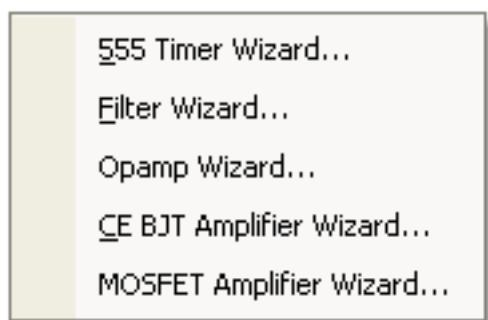 555 Timer Wizard...
Filter Wizard...
Opamp Wizard...
CE BJT Amplifier Wizard...
MOSFET Amplifier Wizard...